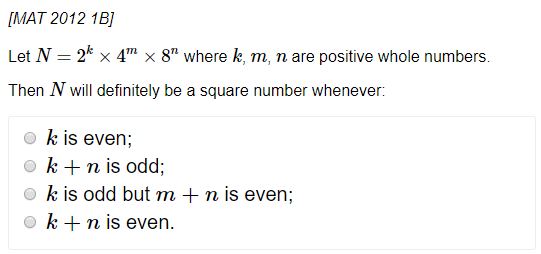 [MAT 2012 1B]
Let N = 2^k × 4^m × 8^n where k, m, n are positive whole numbers.
Then N will definitely be a square number whenever:
k is even;
k + n is odd;
k is odd but m + n is even;
k + n is even.